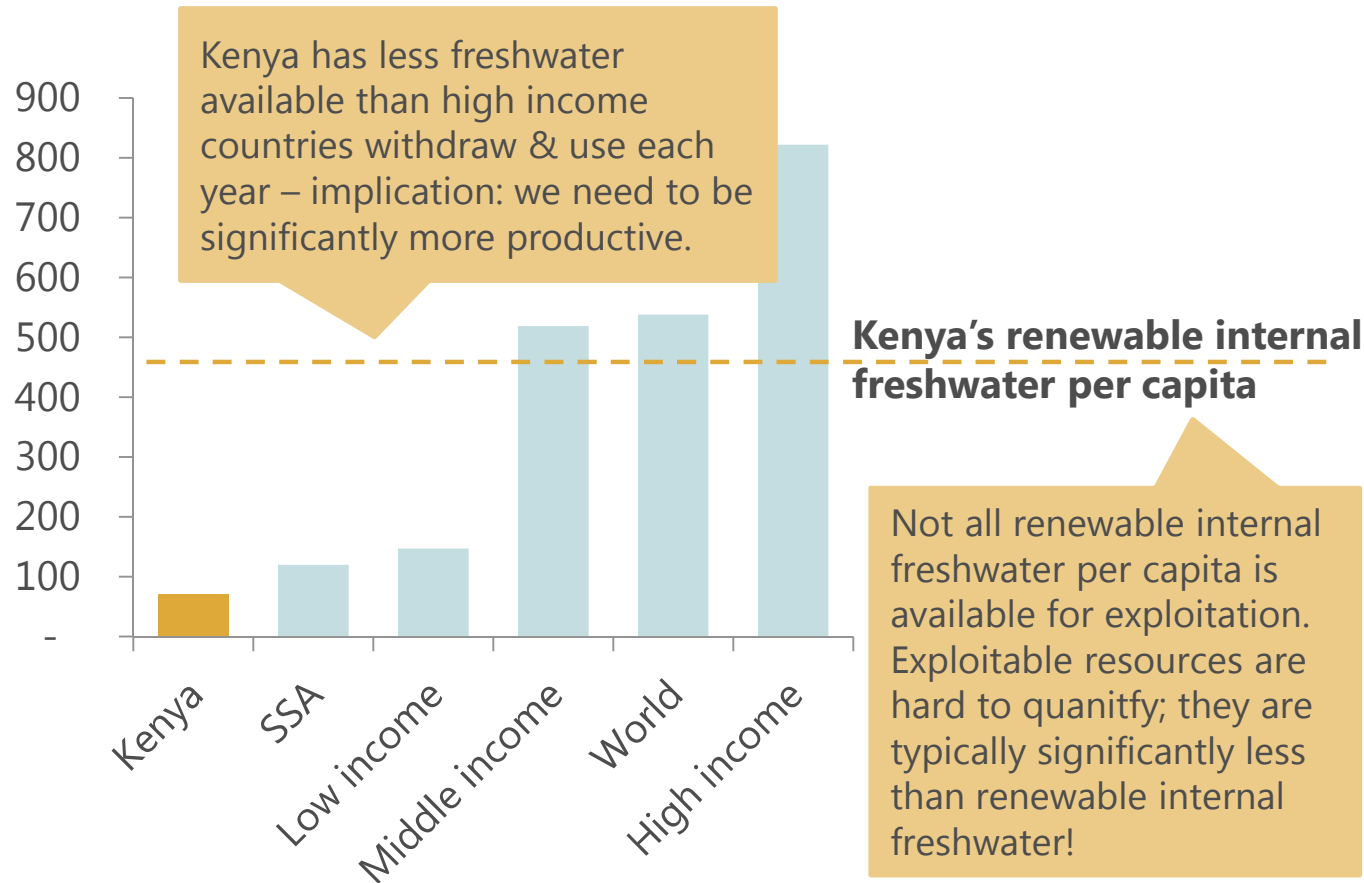 Kenya has less freshwater
available than high income
countries withdraw & use each
year – implication: we need to be
significantly more productive.
900
800
700
600
500
400
300
200
100
-
Kenya's renewable internal
freshwater per capita
Not all renewable internal
freshwater per capita is
available for exploitation.
Exploitable resources are
hard to quanitfy; they are
typically significantly less
than renewable internal
freshwater!
Kenya
SSA
Low income
Middle income
World
High income